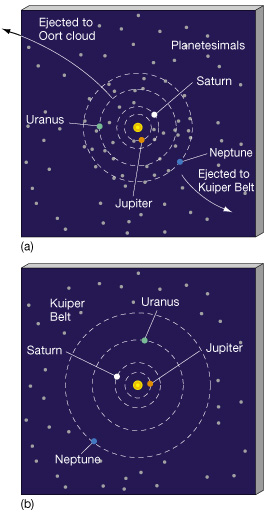 Ejected to
Oort cloud
Planetesimals
Saturn
Uranus
Neptune
Jupiter
Ejected to
Kuiper Belt
(a)
Kuiper
Belt
Uranus
Saturn
Jupiter
Neptune
(b)